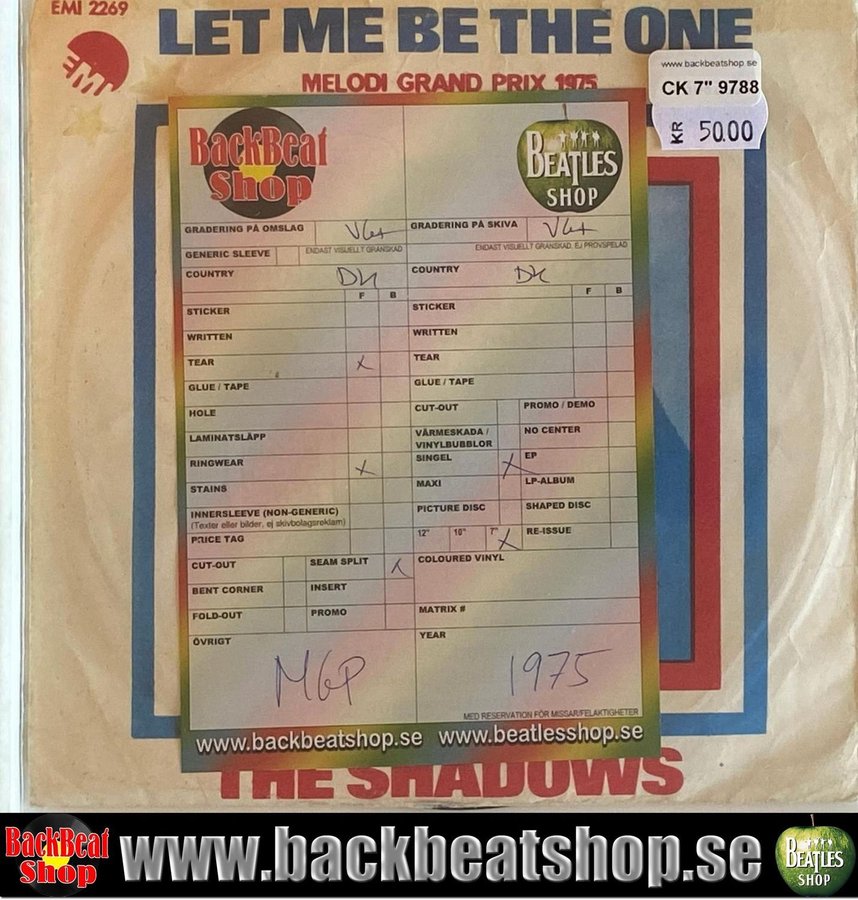 EMI 2269
EMI
LET ME BE THE ONE
MELODI GRAND PRIX 1975
www.backbeatshop.se
CK 7" 9788
KR 50.00
BackBeat
Shop
BEATLES
SHOP
GRADERING PÅ OMSLAG VG+ GRADERING PÅ SKIVA VG+
GENERIC SLEEVE ENDAST VISUELLT GRANSKAD ENDAST VISUELLT GRANSKAD, EJ PROVSPELAD
COUNTRY DK COUNTRY DK
F B F B
STICKER STICKER
WRITTEN WRITTEN
TEAR X TEAR
GLUE / TAPE GLUE / TAPE
HOLE CUT-OUT PROMO / DEMO
LAMINATSLÄPP VÄRMESKADA / VINYLBUBBLOR NO CENTER
RINGWEAR X SINGEL X EP
STAINS MAXI LP-ALBUM
INNERSLEEVE (NON-GENERIC) PICTURE DISC SHAPED DISC
(Texter eller bilder, ej skivbolagsreklam)
PRICE TAG 12" 10" 7" X RE-ISSUE
CUT-OUT SEAM SPLIT X COLOURED VINYL
BENT CORNER INSERT
FOLD-OUT PROMO MATRIX #
ÖVRIGT YEAR
MGP 1975
MED RESERVATION FÖR MISSAR/FELAKTIGHETER
www.backbeatshop.se www.beatlesshop.se
THE SHADOWS
BackBeat
Shop
www.backbeatshop.se
BEATLES
SHOP